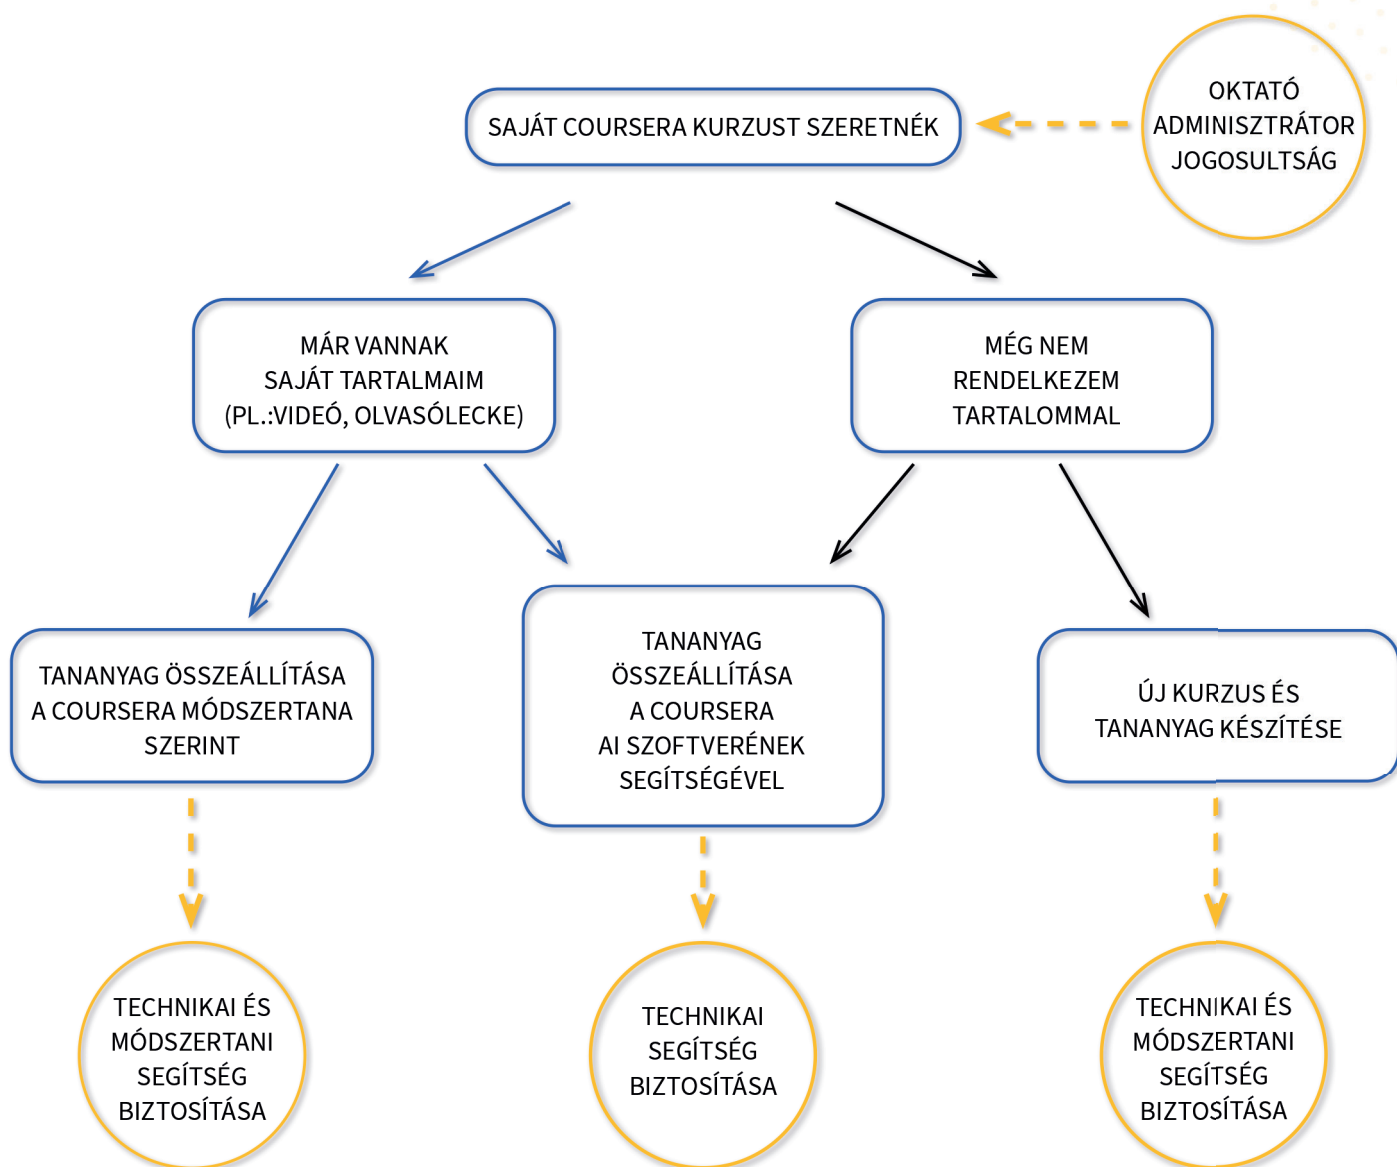 OKTATÓ
ADMINISZTRÁTOR
JOGOSULTSÁG
SAJÁT COURSERA KURZUST SZERETNÉK
MÁR VANNAK
SAJÁT TARTALMAIM
(PL.:VIDEÓ, OLVASÓLECKE)
MÉG NEM
RENDELKEZEM
TARTALOMMAL
TANANYAG ÖSSZEÁLLÍTÁSA
A COURSERA MÓDSZERTANA
SZERINT
TANANYAG
ÖSSZEÁLLÍTÁSA
A COURSERA
AI SZOFTVERÉNEK
SEGÍTSÉGÉVEL
ÚJ KURZUS ÉS
TANANYAG KÉSZÍTÉSE
TECHNIKAI ÉS
MÓDSZERTANI
SEGÍTSÉG
BIZTOSÍTÁSA
TECHNIKAI
SEGÍTSÉG
BIZTOSÍTÁSA
TECHNIKAI ÉS
MÓDSZERTANI
SEGÍTSÉG
BIZTOSÍTÁSA